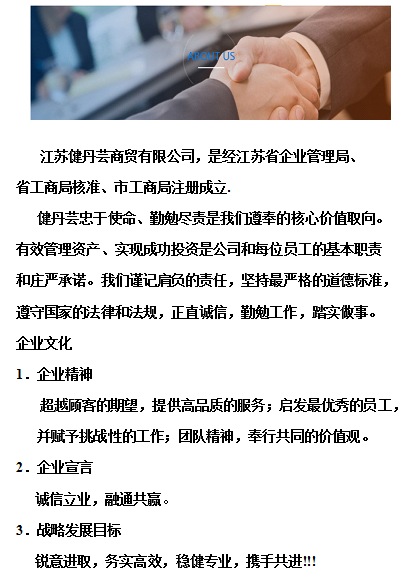 ABOUT US
江苏健丹芸商贸有限公司，是经江苏省企业管理局、
省工商局核准、市工商局注册成立.
健丹芸忠于使命、勤勉尽责是我们遵奉的核心价值取向。
有效管理资产、实现成功投资是公司和每位员工的基本职责
和庄严承诺。我们谨记肩负的责任，坚持最严格的道德标准，
遵守国家的法律和法规，正直诚信，勤勉工作，踏实做事。
企业文化
1．企业精神
超越顾客的期望，提供高品质的服务；启发最优秀的员工，
并赋予挑战性的工作；团队精神，奉行共同的价值观。
2．企业宣言
诚信立业，融通共赢。
3．战略发展目标
锐意进取，务实高效，稳健专业，携手共进!!!